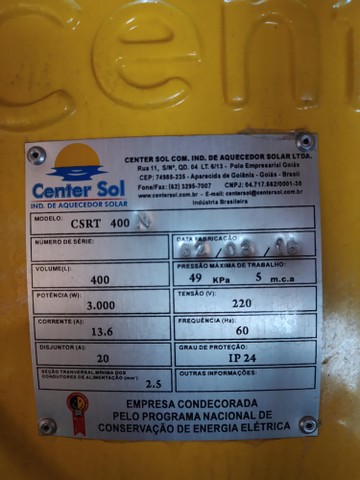 cent
Center Sol
IND. DE AQUECEDOR SOLAR
CENTER SOL COM. IND. DE AQUECEDOR SOLAR LTDA.
Rua 11, S/Nº, QD. 04 LT. 6/13 - Polo Empresarial Goiás
CEP: 74985-235 - Aparecida de Goiânia - Goiás - Brasil
Fone/Fax: (62) 3295-7007 CNPJ: 04.717.662/0001-30
www.centersol.com.br - E-mail: centersol@centersol.com.br
Indústria Brasileira
MODELO: CSRT 400 N
NÚMERO DE SÉRIE:
DATA FABRICAÇÃO
VOLUME(L): 400
PRESSÃO MÁXIMA DE TRABALHO: 49 KPa 5 m.c.a
POTÊNCIA (W): 3.000
TENSÃO (V): 220
CORRENTE (A): 13.6
FREQUÊNCIA (Hz): 60
DISJUNTOR (A) 20
GRAU DE PROTEÇÃO: IP 24
SEÇÃO TRANVERSAL MÍNIMA DOS
CONDUTORES DE ALIMENTAÇÃO (mm²) 2.5
OUTRAS INFORMAÇÕES:
EMPRESA CONDECORADA
PELO PROGRAMA NACIONAL DE
CONSERVAÇÃO DE ENERGIA ELÉTRICA